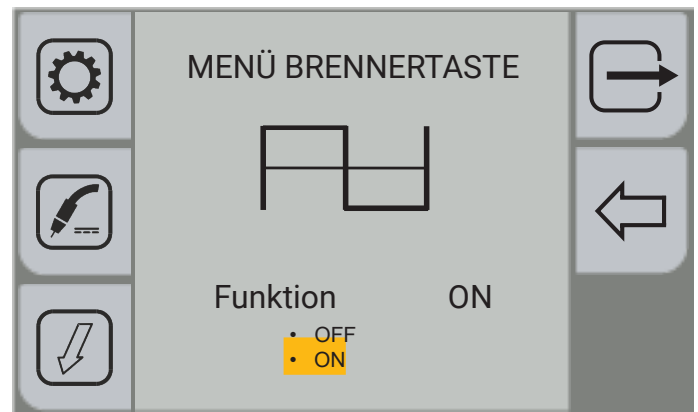 MENÜ BRENNERTASTE
Funktion ON
• OFF
• ON